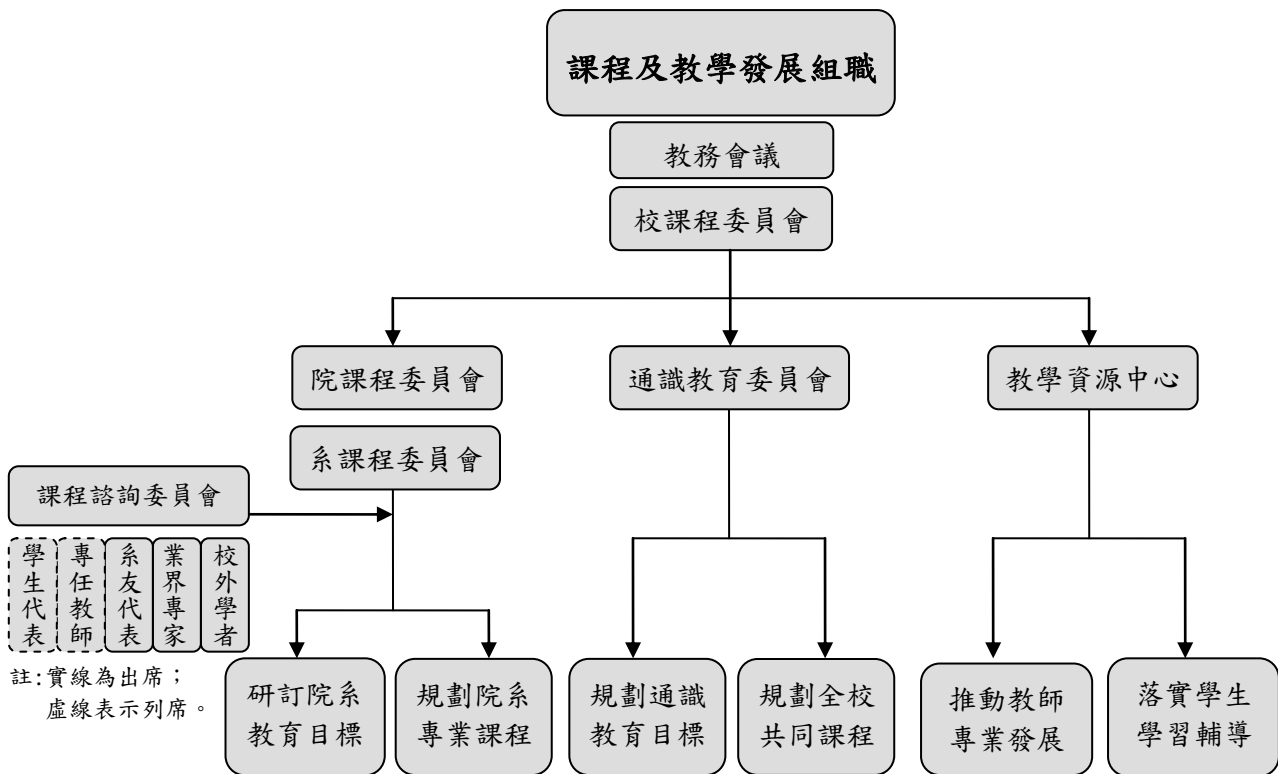 課程及教學發展組職
教務會議
校課程委員會
院課程委員會
通識教育委員會
教學資源中心
系課程委員會
課程諮詢委員會
學生代表
專任教師
系友代表
業界專家
校外學者
註:實線為出席；
虛線表示列席。
研訂院系
教育目標
規劃院系
專業課程
規劃通識
教育目標
規劃全校
共同課程
推動教師
專業發展
落實學生
學習輔導